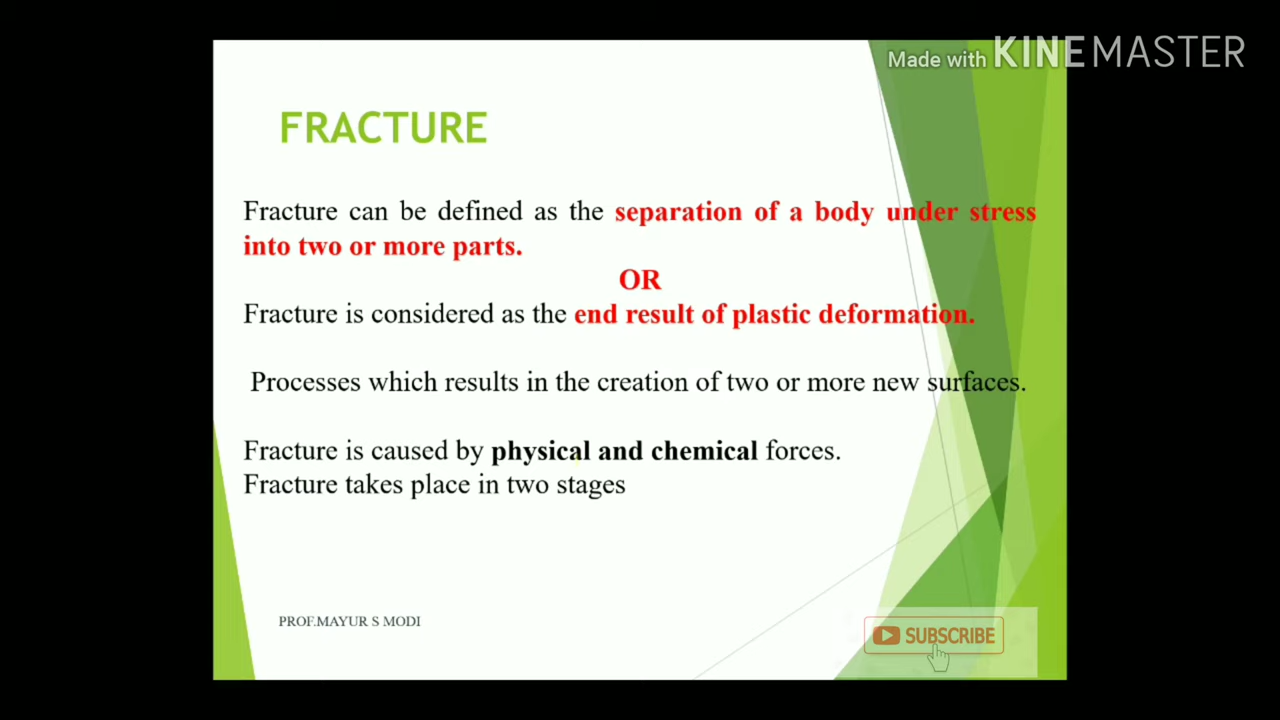 Made with KINEMASTER
FRACTURE
Fracture can be defined as the separation of a body under stress
into two or more parts.
OR
Fracture is considered as the end result of plastic deformation.
Processes which results in the creation of two or more new surfaces.
Fracture is caused by physical and chemical forces.
Fracture takes place in two stages
PROF.MAYUR S MODI
SUBSCRIBE